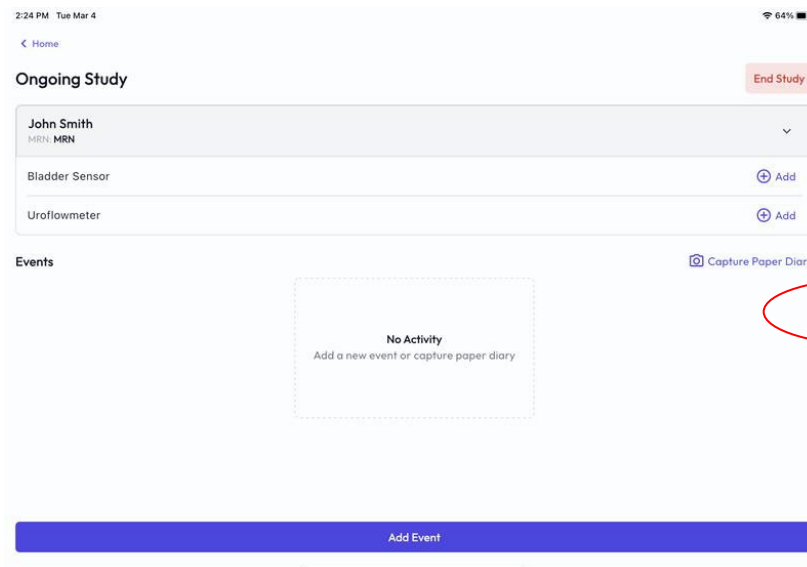 2:24 PM Tue Mar 4 64%
Home
Ongoing Study End Study
John Smith
MRN: MRN
Bladder Sensor Add
Uroflowmeter Add
Events Capture Paper Diar
No Activity
Add a new event or capture paper diary
Add Event